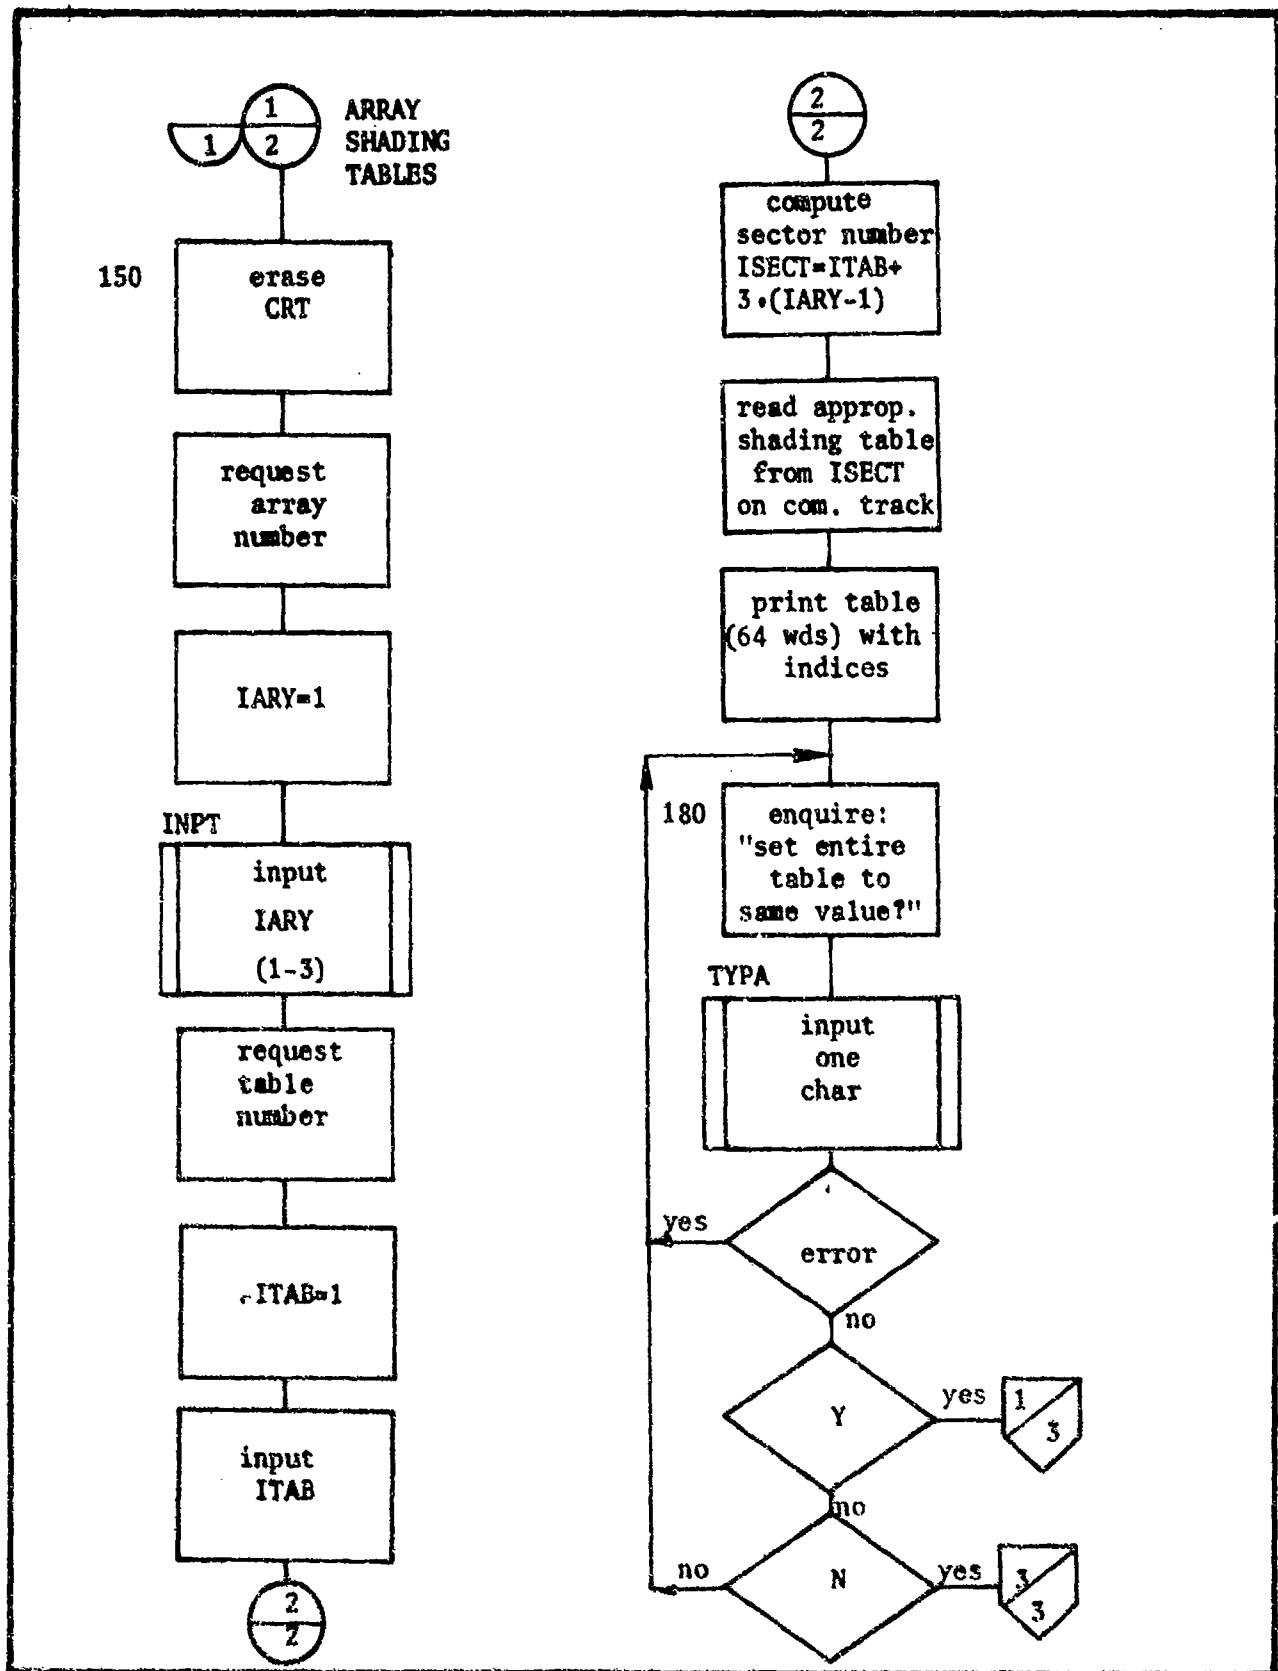 1
1
2
ARRAY
SHADING
TABLES
150
erase
CRT
request
array
number
IARY=1
INPT
input
IARY
(1-3)
request
table
number
ITAB=1
input
ITAB
2
2
2
2
compute
sector number
ISECT=ITAB+
3•(IARY-1)
read approp.
shading table
from ISECT
on com. track
print table
(64 wds) with
indices
180
enquire:
"set entire
table to
same value?"
TYPA
input
one
char
yes
error
no
Y
yes
1
3
no
no
N
yes
3
3